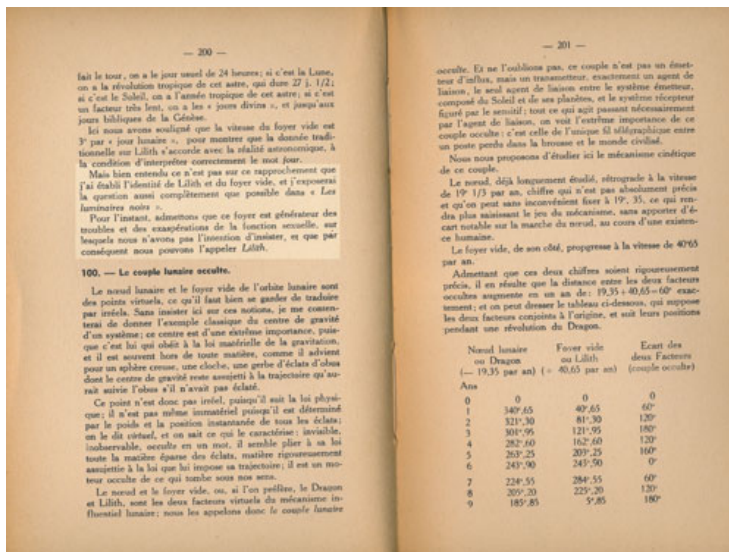 — 200 —
fait le tour, on a le jour usuel de 24 heures; si c'est la Lune,
on a la révolution tropique de cet astre, qui dure 27 j. 1/2;
si c'est le Soleil, on a l'année tropique de cet astre; si c'est
un facteur très lent, on a les « jours divins », et jusqu'aux
jours bibliques de la Génèse.
Ici nous avons souligné que la vitesse du foyer vide est
3° par « jour lunaire », pour montrer que la donnée tradi-
tionnelle sur Lilith s'accorde avec la réalité astronomique, à
la condition d'interpréter correctement le mot jour.
Mais bien entendu ce n'est pas sur ce rapprochement que
j'ai établi l'identité de Lilith et du foyer vide, et j'exposerai
la question aussi complètement que possible dans « Les
luminaires noirs ».
Pour l'instant, admettons que ce foyer est générateur des
troubles et des exaspérations de la fonction sexuelle, sur
lesquels nous n'avons pas l'intention d'insister, et que par
conséquent nous pouvons l'appeler Lilith.
100. — Le couple lunaire occulte.
Le nœud lunaire et le foyer vide de l'orbite lunaire sont
des points virtuels, ce qu'il faut bien se garder de traduire
par irréels. Sans insister ici sur ces notions, je me conten-
terai de donner l'exemple classique du centre de gravité
d'un système; ce centre est d'une extrême importance, puis-
que c'est lui qui obéit à la loi matérielle de la gravitation,
et il est souvent hors de toute matière, comme il advient
pour un sphère creuse, une cloche, une gerbe d'éclats d'obus
dont le centre de gravité reste assujetti à la trajectoire qu'au-
rait suivie l'obus s'il n'avait pas éclaté.
Ce point n'est donc pas irréel, puisqu'il suit la loi physi-
que; il n'est pas même immatériel puisqu'il est déterminé
par le poids et la position instantanée de tous les éclats;
on le dit virtuel, et on sait ce qui le caractérise : invisible,
inobservable, occulte en un mot, il semble plier à sa loi
toute la matière éparse des éclats, matière rigoureusement
assujettie à la loi que lui impose sa trajectoire; il est un mo-
teur occulte de ce qui tombe sous nos sens.
Le nœud et le foyer vide, ou, si l'on préfère, le Dragon
et Lilith, sont les deux facteurs virtuels du mécanisme in-
fluentiel lunaire; nous les appelons donc le couple lunaire
— 201 —
occulte. Et ne l'oublions pas, ce couple n'est pas un émet-
teur d'influx, mais un transmetteur, exactement un agent de
liaison, le seul agent de liaison entre le système émetteur,
composé du Soleil et de ses planètes, et le système récepteur
figuré par le sensitif; tout ce qui agit passant nécessairement
par l'agent de liaison, on voit l'extrême importance de ce
couple occulte : c'est celle de l'unique fil télégraphique entre
un poste perdu dans la brousse et le monde civilisé.
Nous nous proposons d'étudier ici le mécanisme cinétique
de ce couple.
Le nœud, déjà longuement étudié, rétrograde à la vitesse
de 19° 1/3 par an, chiffre qui n'est pas absolument précis
et qu'on peut sans inconvénient fixer à 19°, 35, ce qui ren-
dra plus saisissant le jeu du mécanisme, sans apporter d'é-
cart notable sur la marche du nœud, au cours d'une existen-
ce humaine.
Le foyer vide, de son côté, propgresse à la vitesse de 40°65
par an.
Admettant que ces deux chiffres soient rigoureusement
précis, il en résulte que la distance entre les deux facteurs
occultes augmente en un an de : 19,35 + 40,65 = 60° exac-
tement; et on peut dresser le tableau ci-dessous, qui suppose
les deux facteurs conjoints à l'origine, et suit leurs positions
pendant une révolution du Dragon.
Nœud lunaire Foyer vide Ecart des
ou Dragon ou Lilith deux Facteurs
(— 19,35 par an) (+ 40,65 par an) (couple occulte)
Ans
0 0 0 0
1 340°,65 40°,65 60°
2 321°,30 81°,30 120°
3 301°,95 121°,95 180°
4 282°,60 162°,60 120°
5 263°,25 203°,25 160°
6 243°,90 243°,90 0°
7 224°,55 284°,55 60°
8 205°,20 225°,20 120°
9 185°,85 5°,85 180°